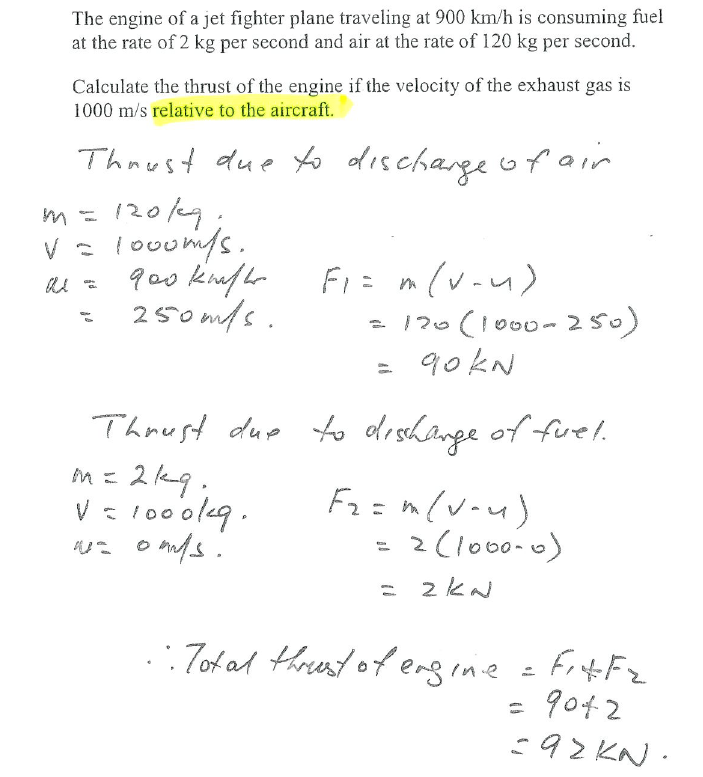 The engine of a jet fighter plane traveling at 900 km/h is consuming fuel
at the rate of 2 kg per second and air at the rate of 120 kg per second.
Calculate the thrust of the engine if the velocity of the exhaust gas is
1000 m/s relative to the aircraft.
Thrust due to discharge of air
m = 120 kg.
v = 1000 m/s.
u = 900 km/hr
= 250 m/s.
F1 = m(v-u)
= 120(1000-250)
= 90 kN
Thrust due to discharge of fuel.
m = 2 kg.
v = 1000 kg.
u = 0 m/s.
F2 = m(v-u)
= 2(1000-0)
= 2 kN
∴ Total thrust of engine = F1+F2
= 90+2
= 92 KN.